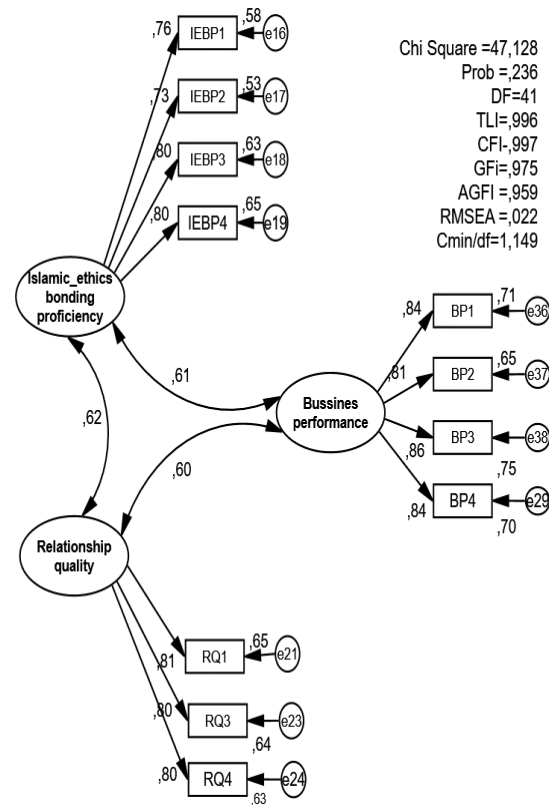 ,76
IEBP1
,58
e16
,73
IEBP2
,53
e17
,80
IEBP3
,63
e18
,80
IEBP4
,65
e19
Chi Square =47,128
Prob =,236
DF=41
TLI=,996
CFI-,997
GFi=,975
AGFI =,959
RMSEA =,022
Cmin/df=1,149
Islamic_ethics
bonding
proficiency
,61
,62
,60
Bussines
performance
,84
BP1
,71
e36
,81
BP2
,65
e37
,86
BP3
,75
e38
,84
BP4
,70
e29
Relationship
quality
,81
RQ1
,65
e21
,80
RQ3
,64
e23
,80
RQ4
,63
e24